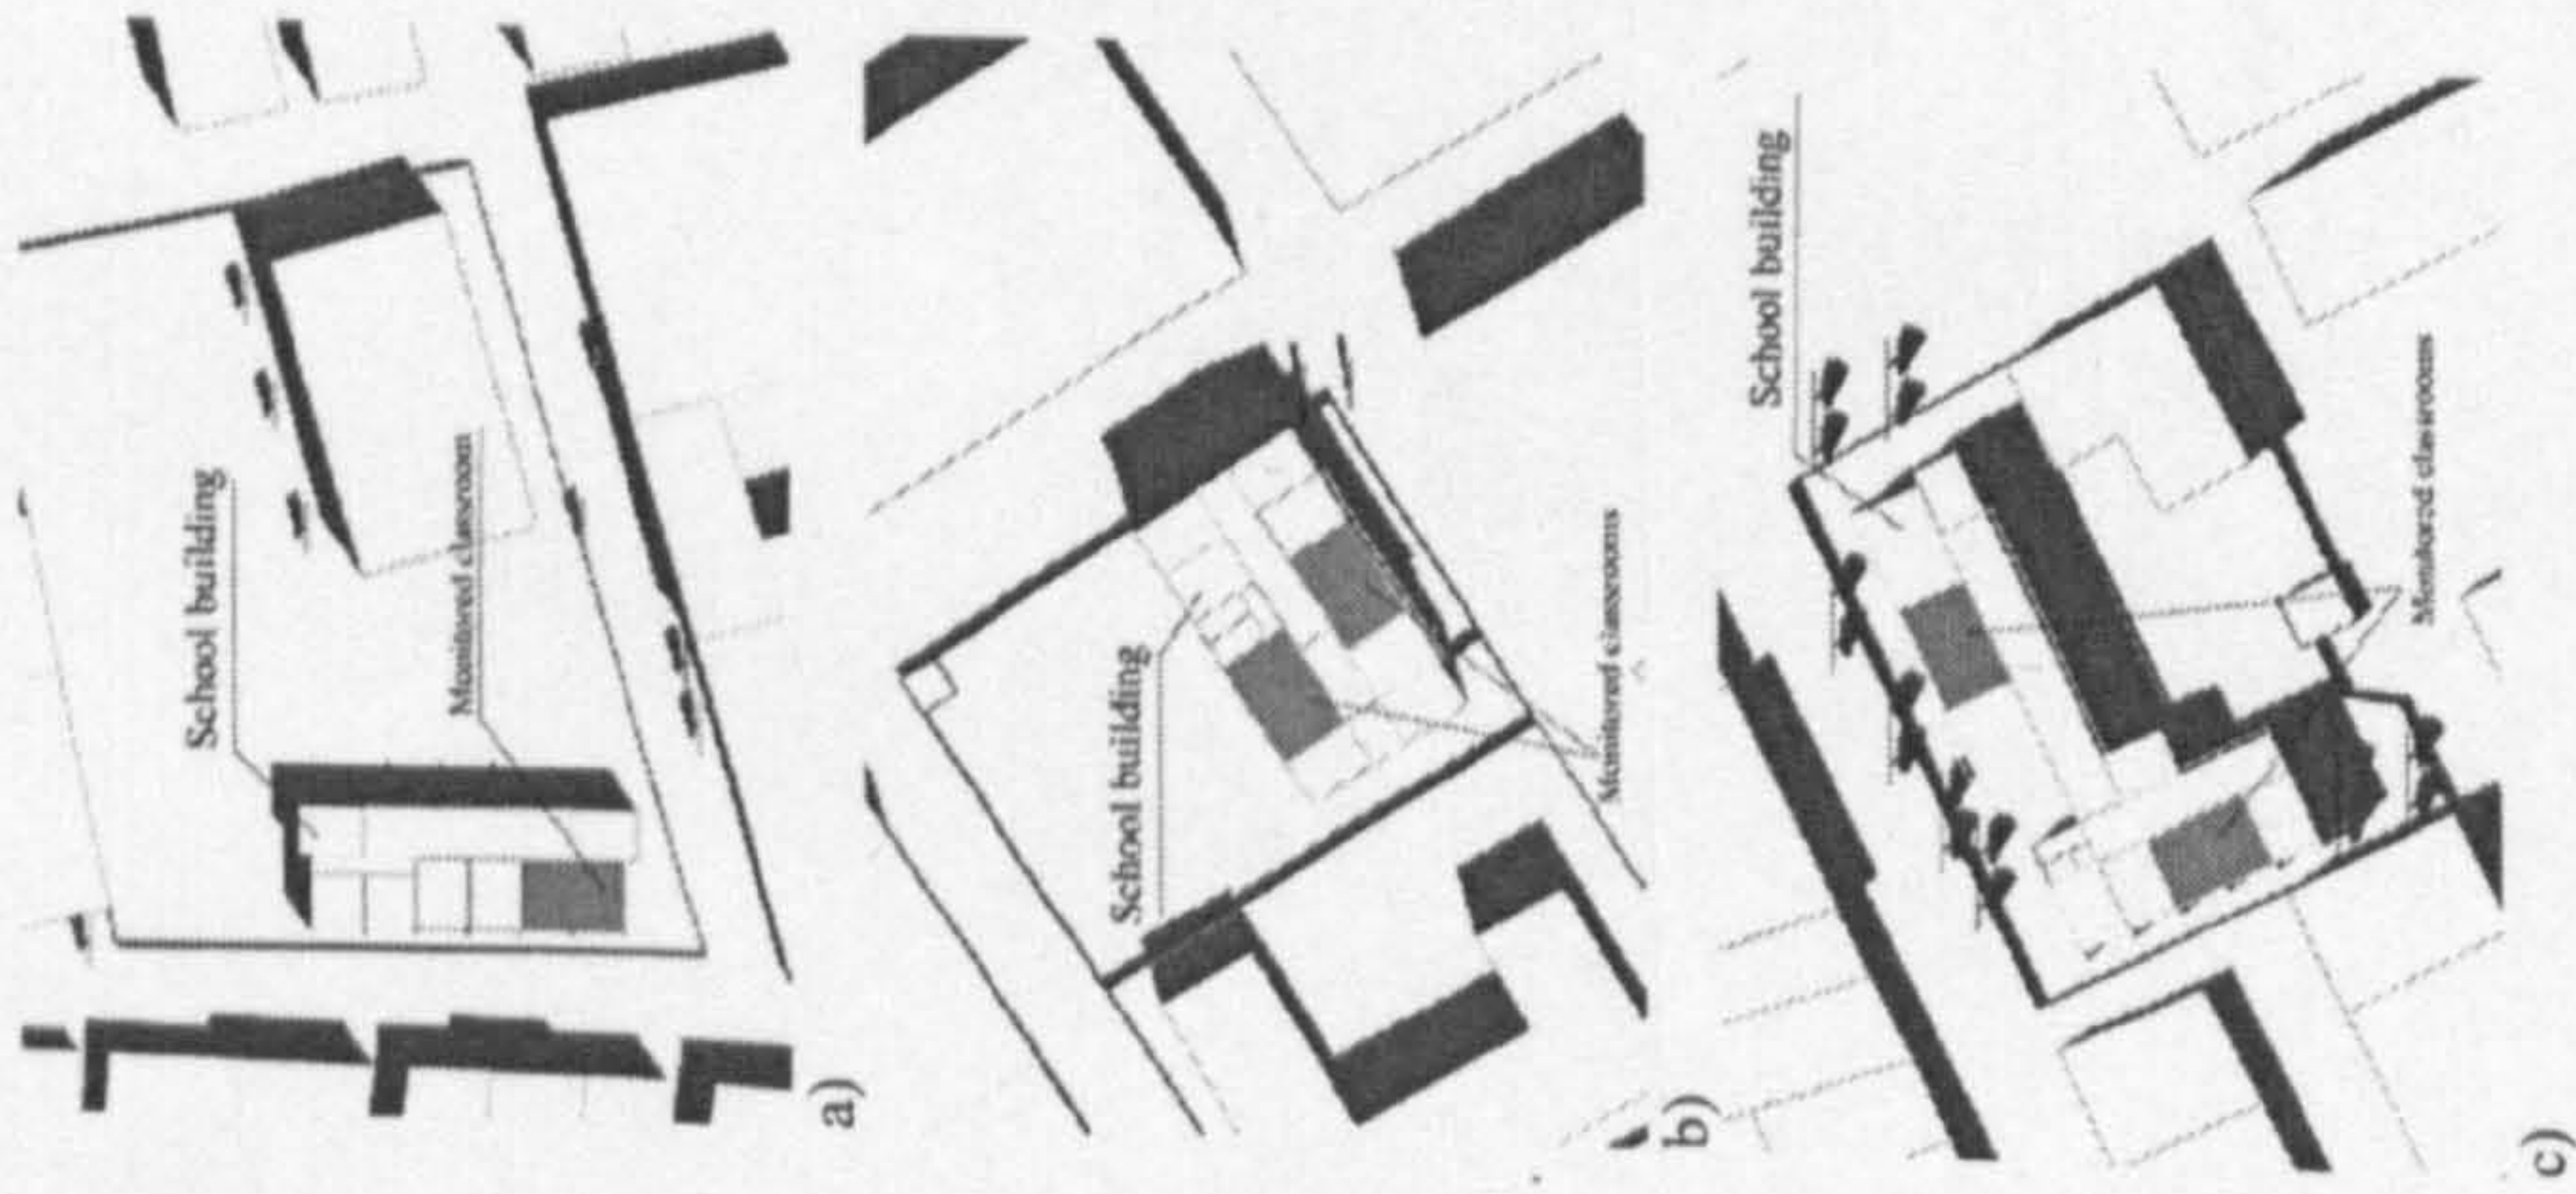 School building
Monitored classroom
a)
School building
Monitored classrooms
b)
School building
Monitored classrooms
c)